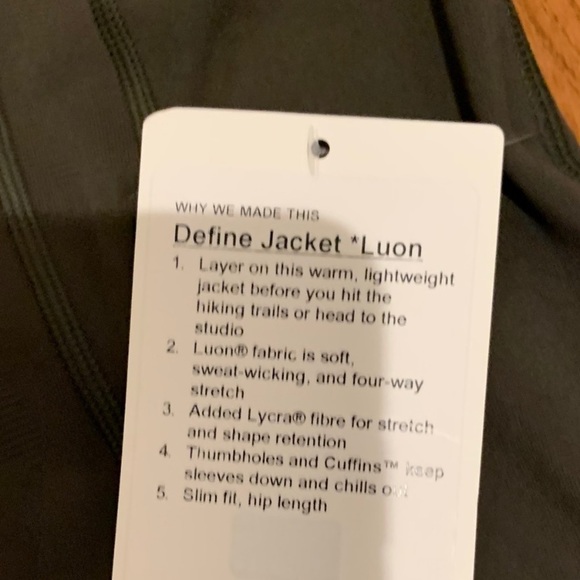 WHY WE MADE THIS
Define Jacket *Luon
1. Layer on this warm, lightweight
jacket before you hit the
hiking trails or head to the
studio
2. Luon® fabric is soft,
sweat-wicking, and four-way
stretch
3. Added Lycra® fibre for stretch
and shape retention
4. Thumbholes and Cuffins™ keep
sleeves down and chills
5. Slim fit, hip length